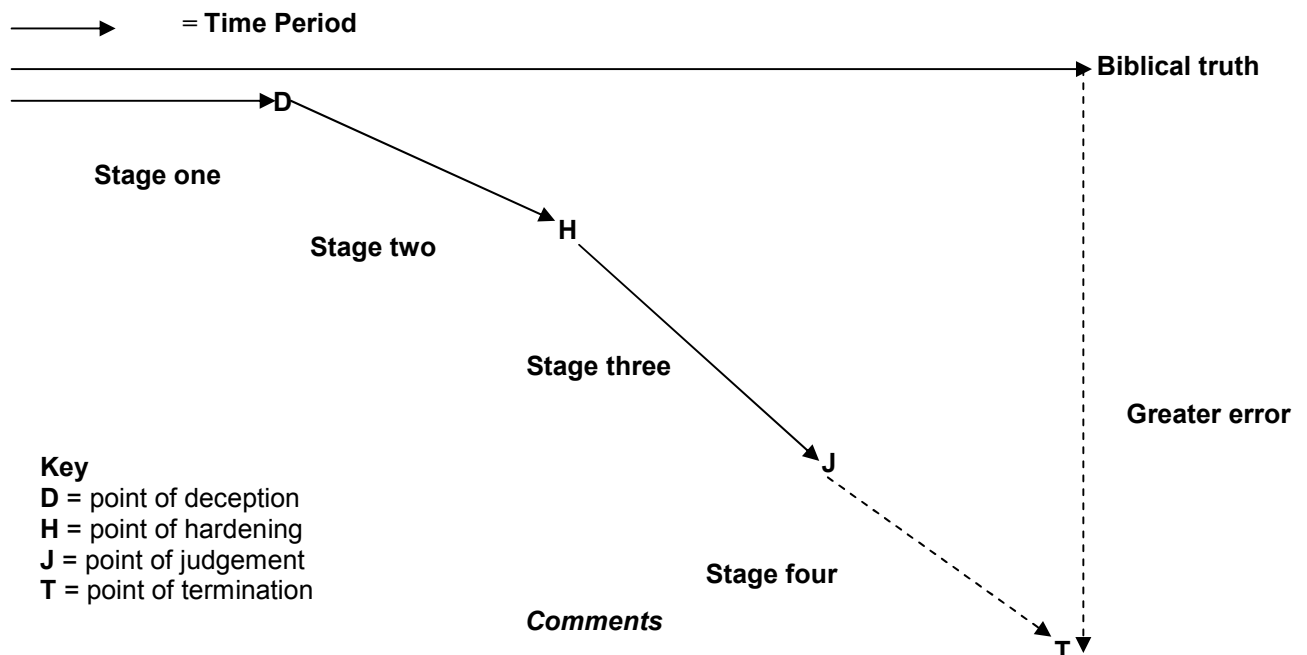 = Time Period
Biblical truth
D
Stage one
H
Stage two
Stage three
Greater error
J
Key
D = point of deception
H = point of hardening
J = point of judgement
T = point of termination
Stage four
Comments
T